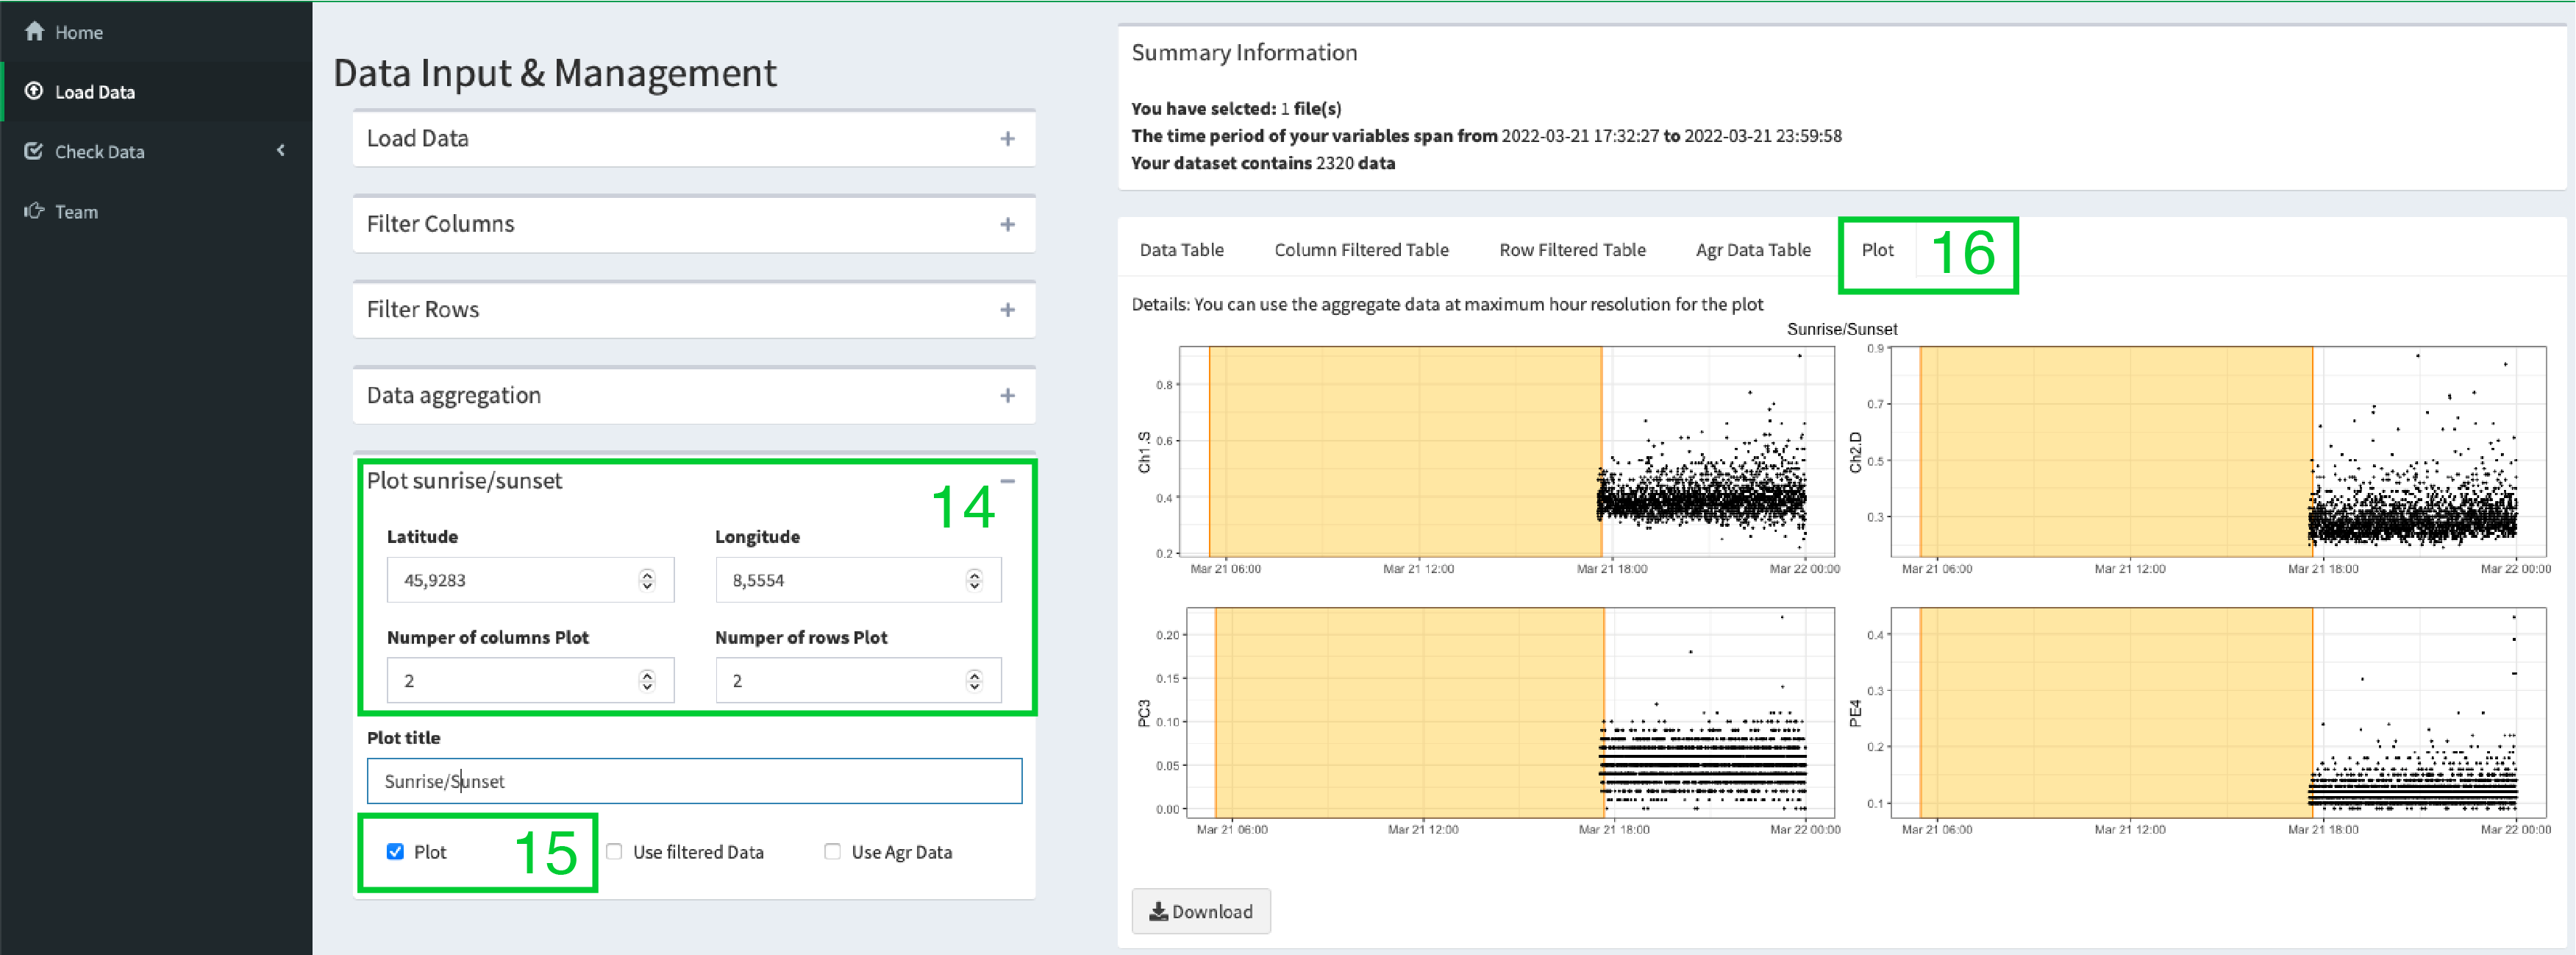 Home
Load Data
Check Data
Team
Data Input & Management
Load Data
Filter Columns
Filter Rows
Data aggregation
Plot sunrise/sunset
14
Latitude
Longitude
45,9283
8,5554
Numper of columns Plot
Numper of rows Plot
2
2
Plot title
Sunrise/Sunset
Plot
15
Use filtered Data
Use Agr Data
Summary Information
You have selcted: 1 file(s)
The time period of your variables span from 2022-03-21 17:32:27 to 2022-03-21 23:59:58
Your dataset contains 2320 data
Data Table
Column Filtered Table
Row Filtered Table
Agr Data Table
Plot
16
Details: You can use the aggregate data at maximum hour resolution for the plot
Sunrise/Sunset
Ch1.S
0.8
0.6
0.4
0.2
Mar 21 06:00
Mar 21 12:00
Mar 21 18:00
Mar 22 00:00
Ch2.D
0.9
0.7
0.5
0.3
Mar 21 06:00
Mar 21 12:00
Mar 21 18:00
Mar 22 00:00
PC3
0.20
0.15
0.10
0.05
0.00
Mar 21 06:00
Mar 21 12:00
Mar 21 18:00
Mar 22 00:00
PE4
0.4
0.3
0.2
0.1
Mar 21 06:00
Mar 21 12:00
Mar 21 18:00
Mar 22 00:00
Download